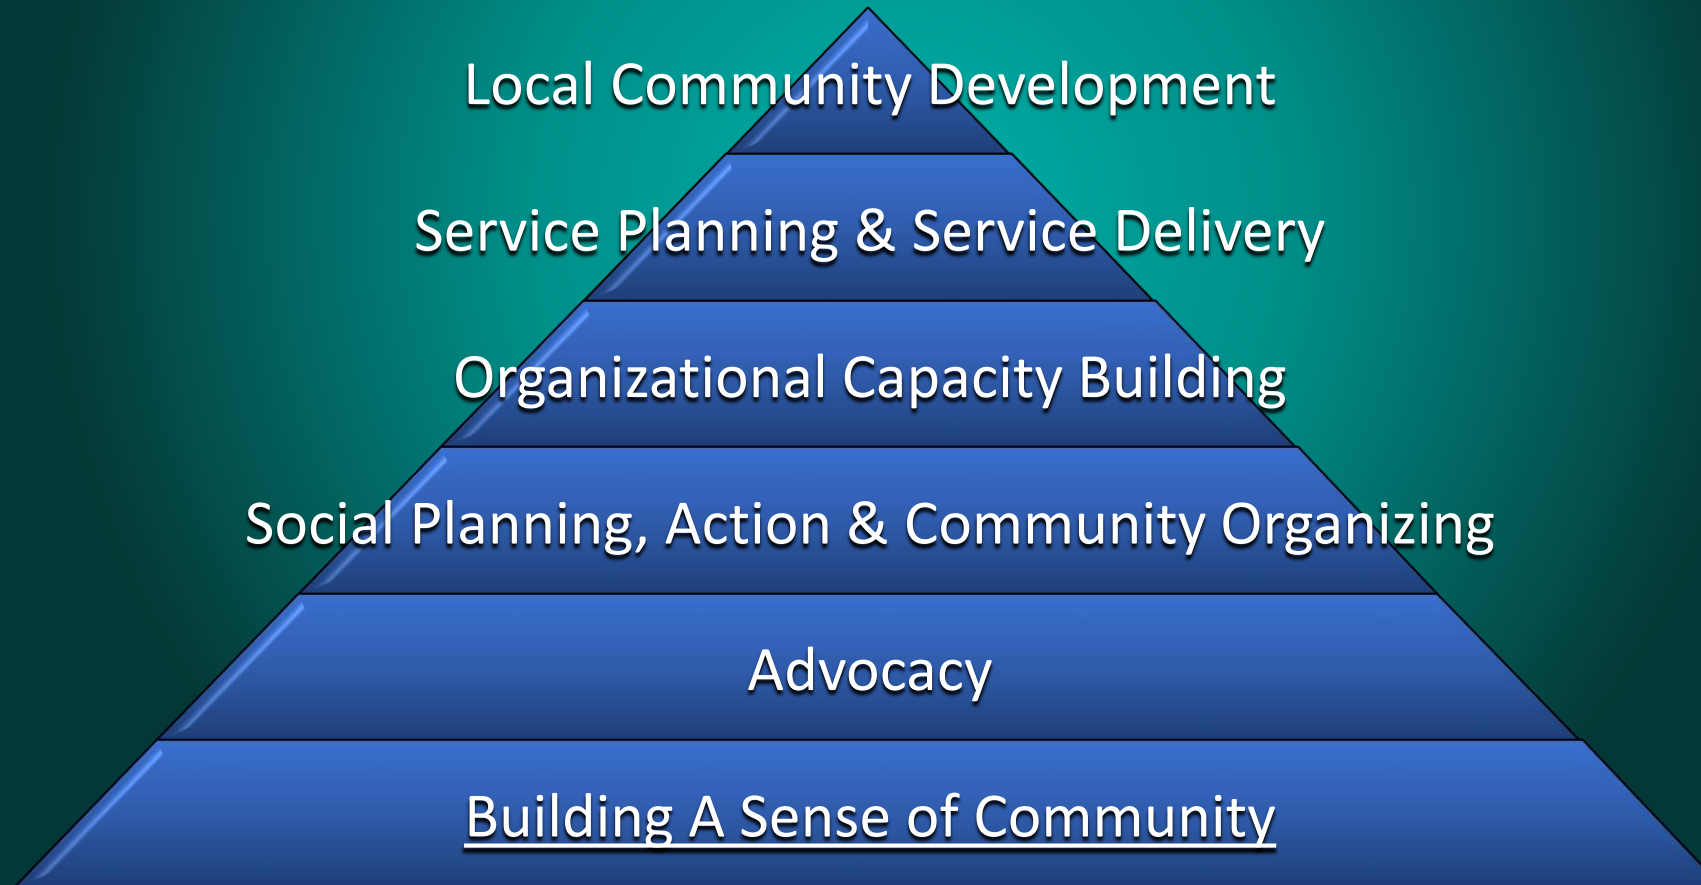 Local Community Development
Service Planning & Service Delivery
Organizational Capacity Building
Social Planning, Action & Community Organizing
Advocacy
Building A Sense of Community